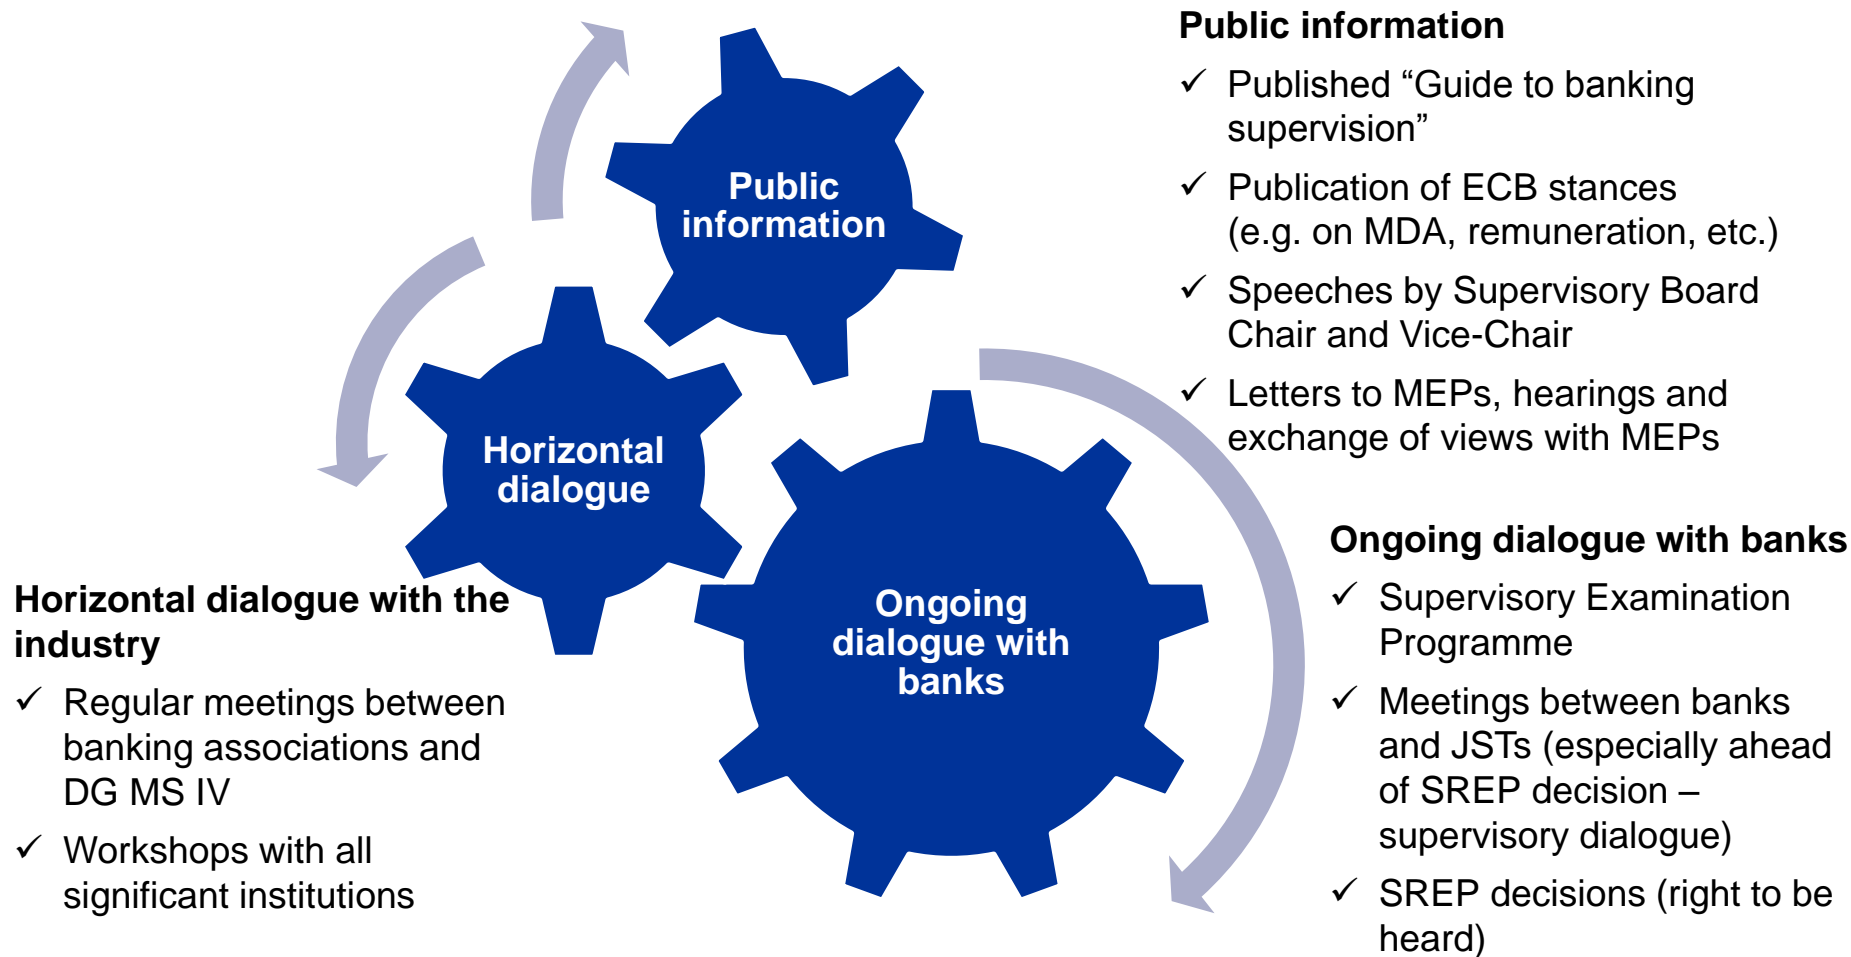 Public
information
Horizontal
dialogue
Ongoing
dialogue with
banks
Public information
✓ Published “Guide to banking
supervision”
✓ Publication of ECB stances
(e.g. on MDA, remuneration, etc.)
✓ Speeches by Supervisory Board
Chair and Vice-Chair
✓ Letters to MEPs, hearings and
exchange of views with MEPs
Horizontal dialogue with the
industry
✓ Regular meetings between
banking associations and
DG MS IV
✓ Workshops with all
significant institutions
Ongoing dialogue with banks
✓ Supervisory Examination
Programme
✓ Meetings between banks
and JSTs (especially ahead
of SREP decision –
supervisory dialogue)
✓ SREP decisions (right to be
heard)